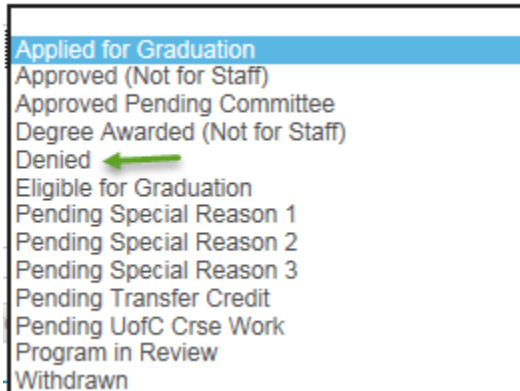 Applied for Graduation
Approved (Not for Staff)
Approved Pending Committee
Degree Awarded (Not for Staff)
Denied
Eligible for Graduation
Pending Special Reason 1
Pending Special Reason 2
Pending Special Reason 3
Pending Transfer Credit
Pending UofC Crse Work
Program in Review
Withdrawn